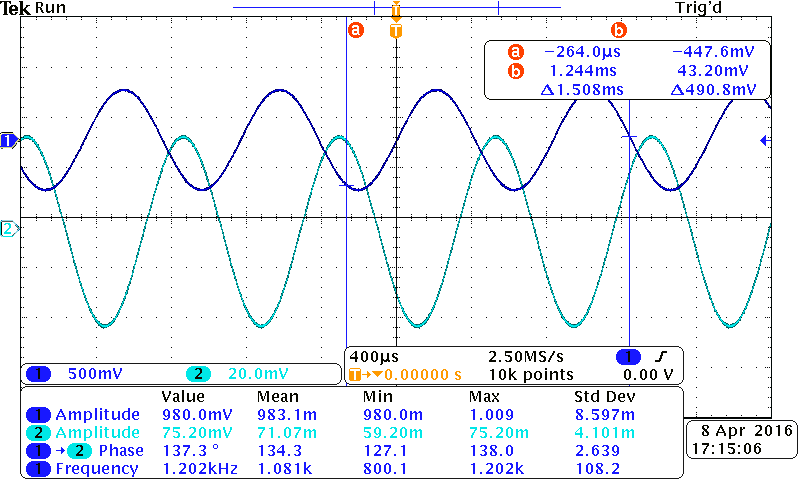 Tek Run Trig'd
T
a b
T
a −264.0µs −447.6mV
b 1.244ms 43.20mV
Δ1.508ms Δ490.8mV
1
2
1 500mV 2 20.0mV
400µs 2.50MS/s 1
T→▼0.00000 s 10k points 0.00 V
Value Mean Min Max Std Dev
1 Amplitude 980.0mV 983.1m 980.0m 1.009 8.597m
2 Amplitude 75.20mV 71.07m 59.20m 75.20m 4.101m
1 → 2 Phase 137.3 ° 134.3 127.1 138.0 2.639
1 Frequency 1.202kHz 1.081k 800.1 1.202k 108.2
8 Apr 2016
17:15:06